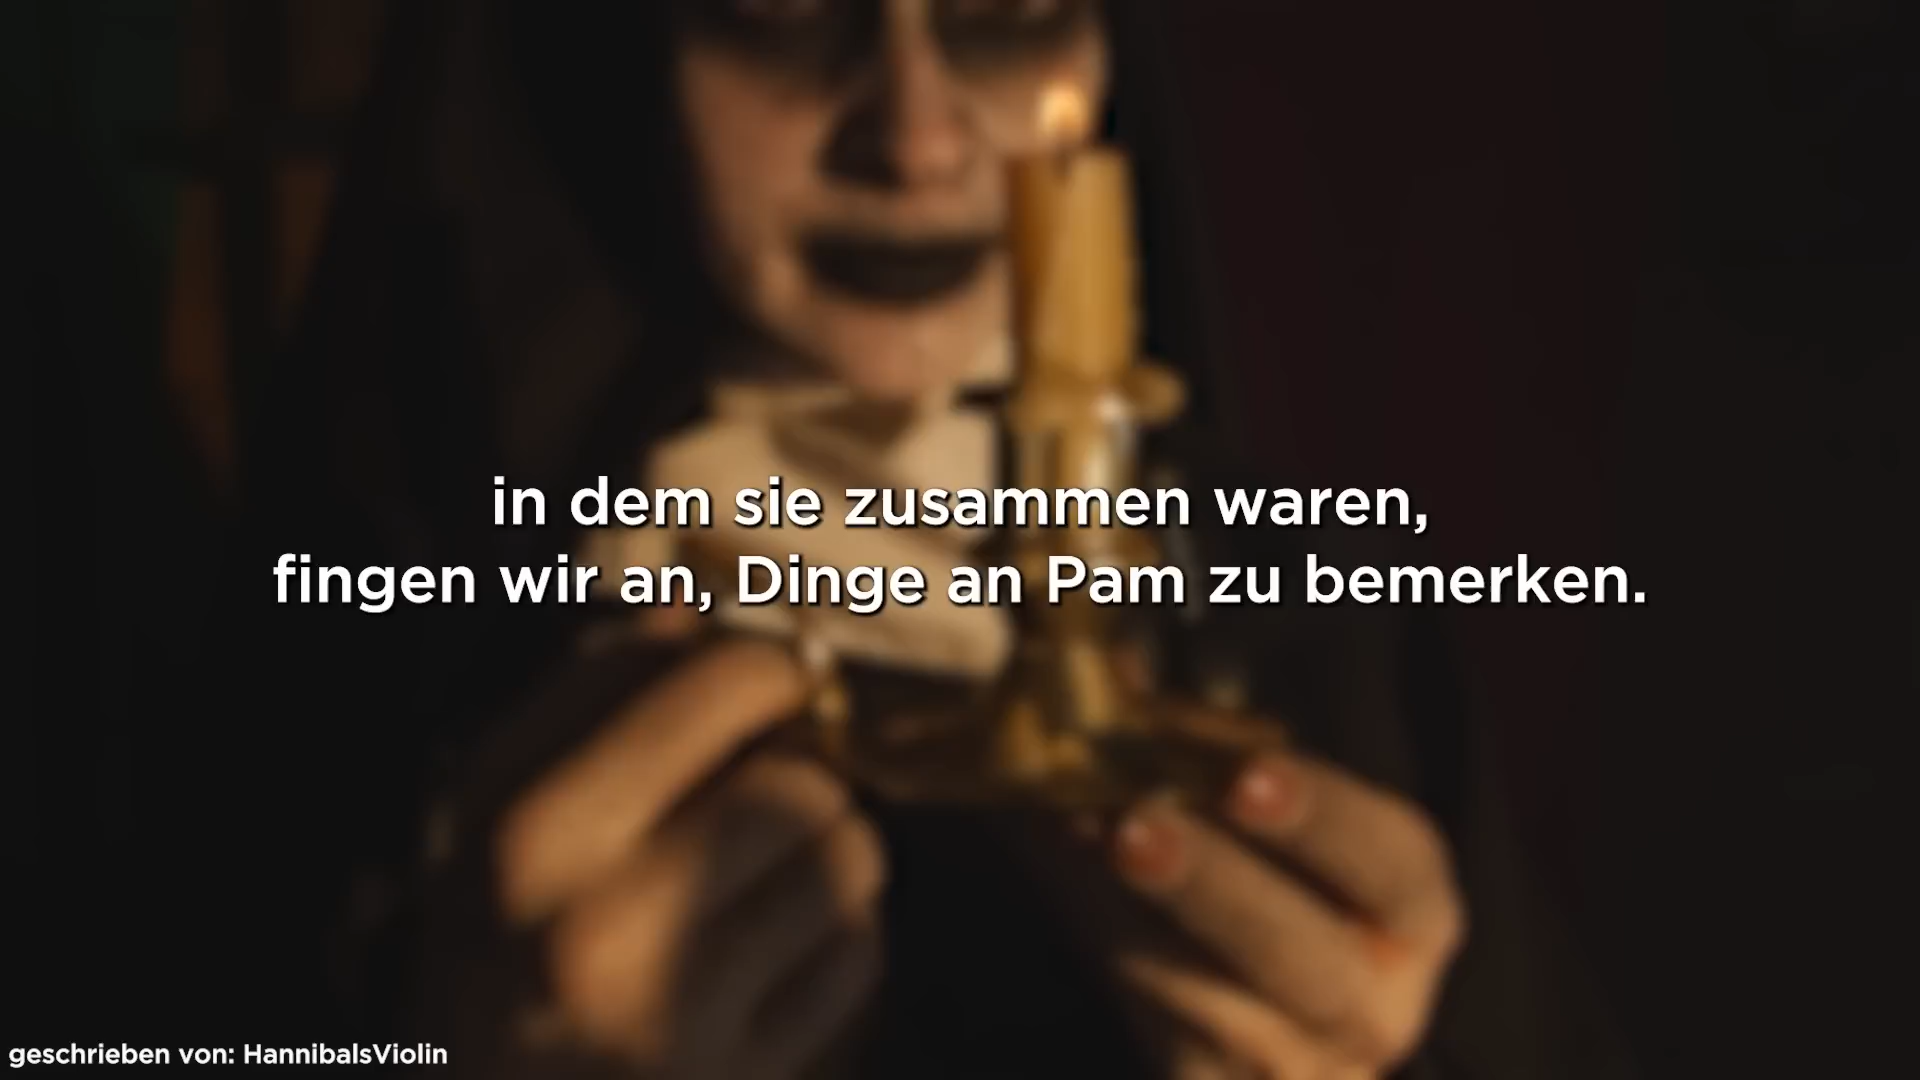 in dem sie zusammen waren,
fingen wir an, Dinge an Pam zu bemerken.
geschrieben von: HannibalsViolin